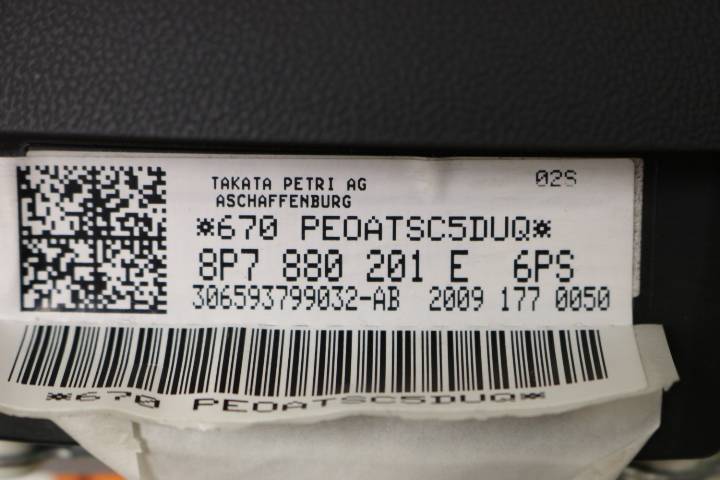 TAKATA PETRI AG 02S
ASCHAFFENBURG
*670 PEOATSC5DUQ*
8P7 880 201 E 6PS
306593799032-AB 2009 177 0050
*670 PEOATSC5DUQ*